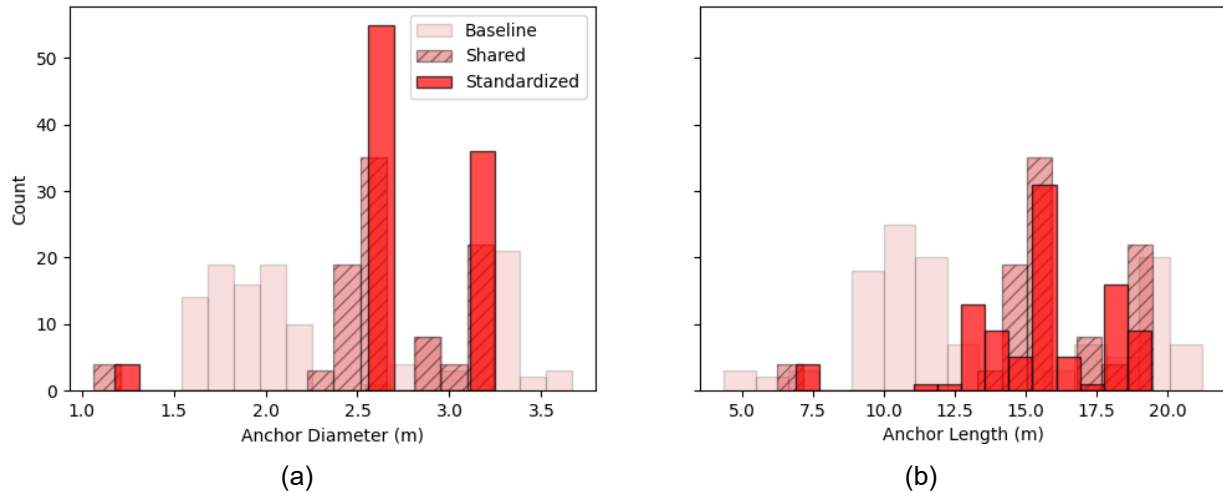 Baseline
Shared
Standardized
50
40
30
20
10
0
Count
1.0 1.5 2.0 2.5 3.0 3.5
Anchor Diameter (m)
(a)
5.0 7.5 10.0 12.5 15.0 17.5 20.0
Anchor Length (m)
(b)